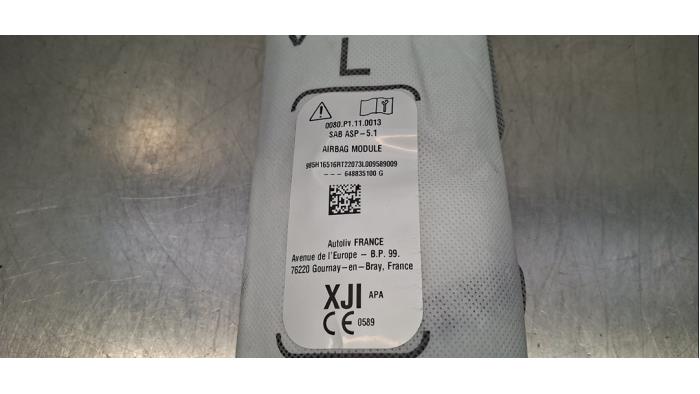 L
0080.P1.11.0013
SAB ASP-5.1
AIRBAG MODULE
985H16516RT22073L009589009
--- 648835100 G
Autoliv FRANCE
Avenue de l'Europe - B.P. 99.
76220 Gournay-en-Bray, France
XJI APA
CE 0589